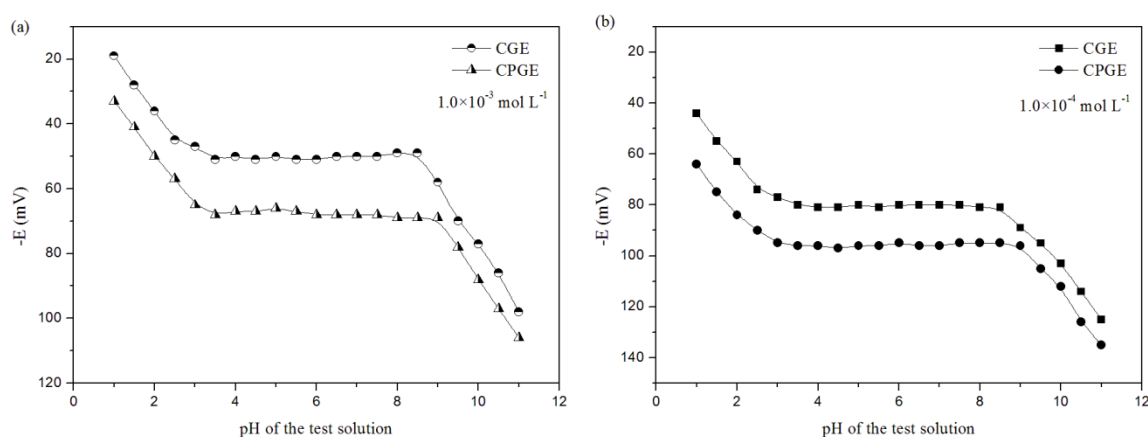 (a)
CGE
CPGE
1.0×10⁻³ mol L⁻¹
20
40
60
80
100
120
-E (mV)
0
2
4
6
8
10
12
pH of the test solution
(b)
CGE
CPGE
1.0×10⁻⁴ mol L⁻¹
20
40
60
80
100
120
140
-E (mV)
0
2
4
6
8
10
12
pH of the test solution